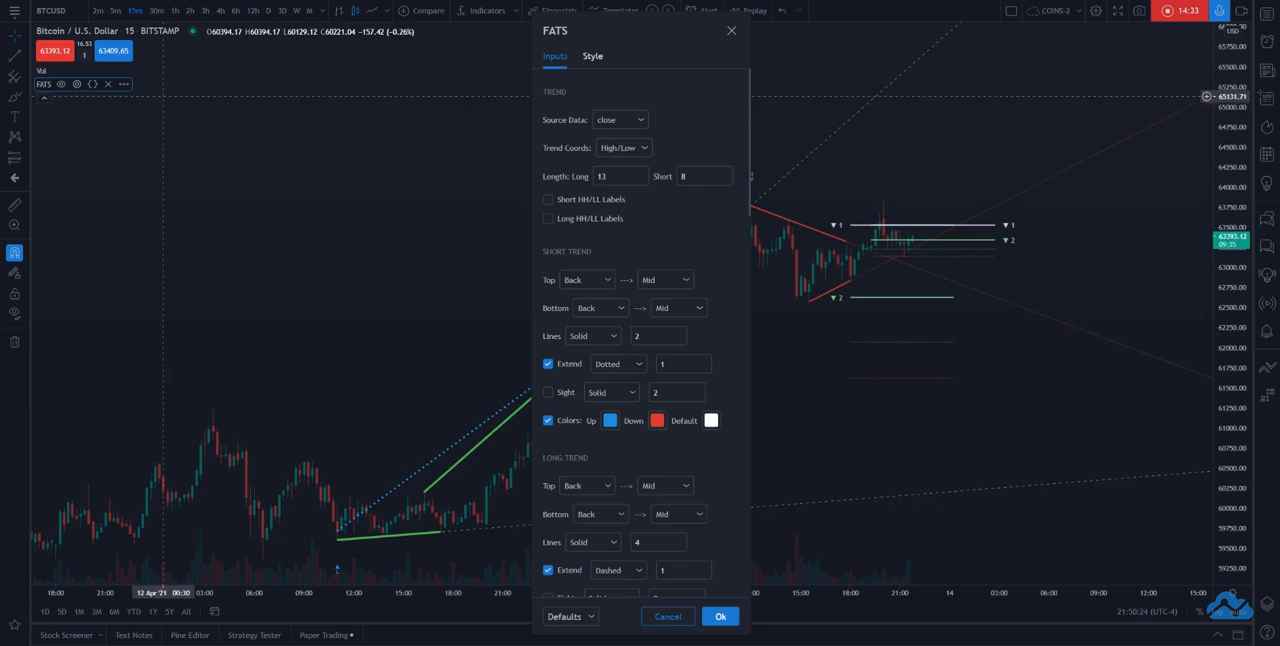 BTCUSD 2m 5m 15m 30m 1h 2h 3h 4h 6h 12h D 3D W M Compare Indicators Financials Templates Alert Replay COINS-2 14:33
Bitcoin / U.S. Dollar · 15 · BITSTAMP O60394.17 H60394.17 L60129.12 C60221.04 −157.42 (−0.26%)
63393.12 16.53 1 63409.65
Vol
FATS
FATS
Inputs Style
TREND
Source Data: close
Trend Coords: High/Low
Length: Long 13 Short 8
Short HH/LL Labels
Long HH/LL Labels
SHORT TREND
Top Back ---> Mid
Bottom Back ---> Mid
Lines Solid 2
Extend Dotted 1
Sight Solid 2
Colors: Up Down Default
LONG TREND
Top Back ---> Mid
Bottom Back ---> Mid
Lines Solid 4
Extend Dashed 1
Defaults Cancel Ok
▼ 1 ▼ 1
▼ 2
▼ 2
USD
65750.00
65500.00
65250.00
65131.71
65000.00
64750.00
64500.00
64250.00
64000.00
63750.00
63500.00
63393.12
09:35
63000.00
62750.00
62500.00
62250.00
62000.00
61750.00
61500.00
61250.00
61000.00
60750.00
60500.00
60250.00
60000.00
59750.00
59500.00
59250.00
18:00 21:00 12 Apr '21 00:30 03:00 06:00 09:00 12:00 15:00 18:00 21:00 15:00 18:00 21:00 14 03:00 06:00 09:00 12:00 15:00
1D 5D 1M 3M 6M YTD 1Y 5Y All 21:50:24 (UTC-4) %
Stock Screener Text Notes Pine Editor Strategy Tester Paper Trading